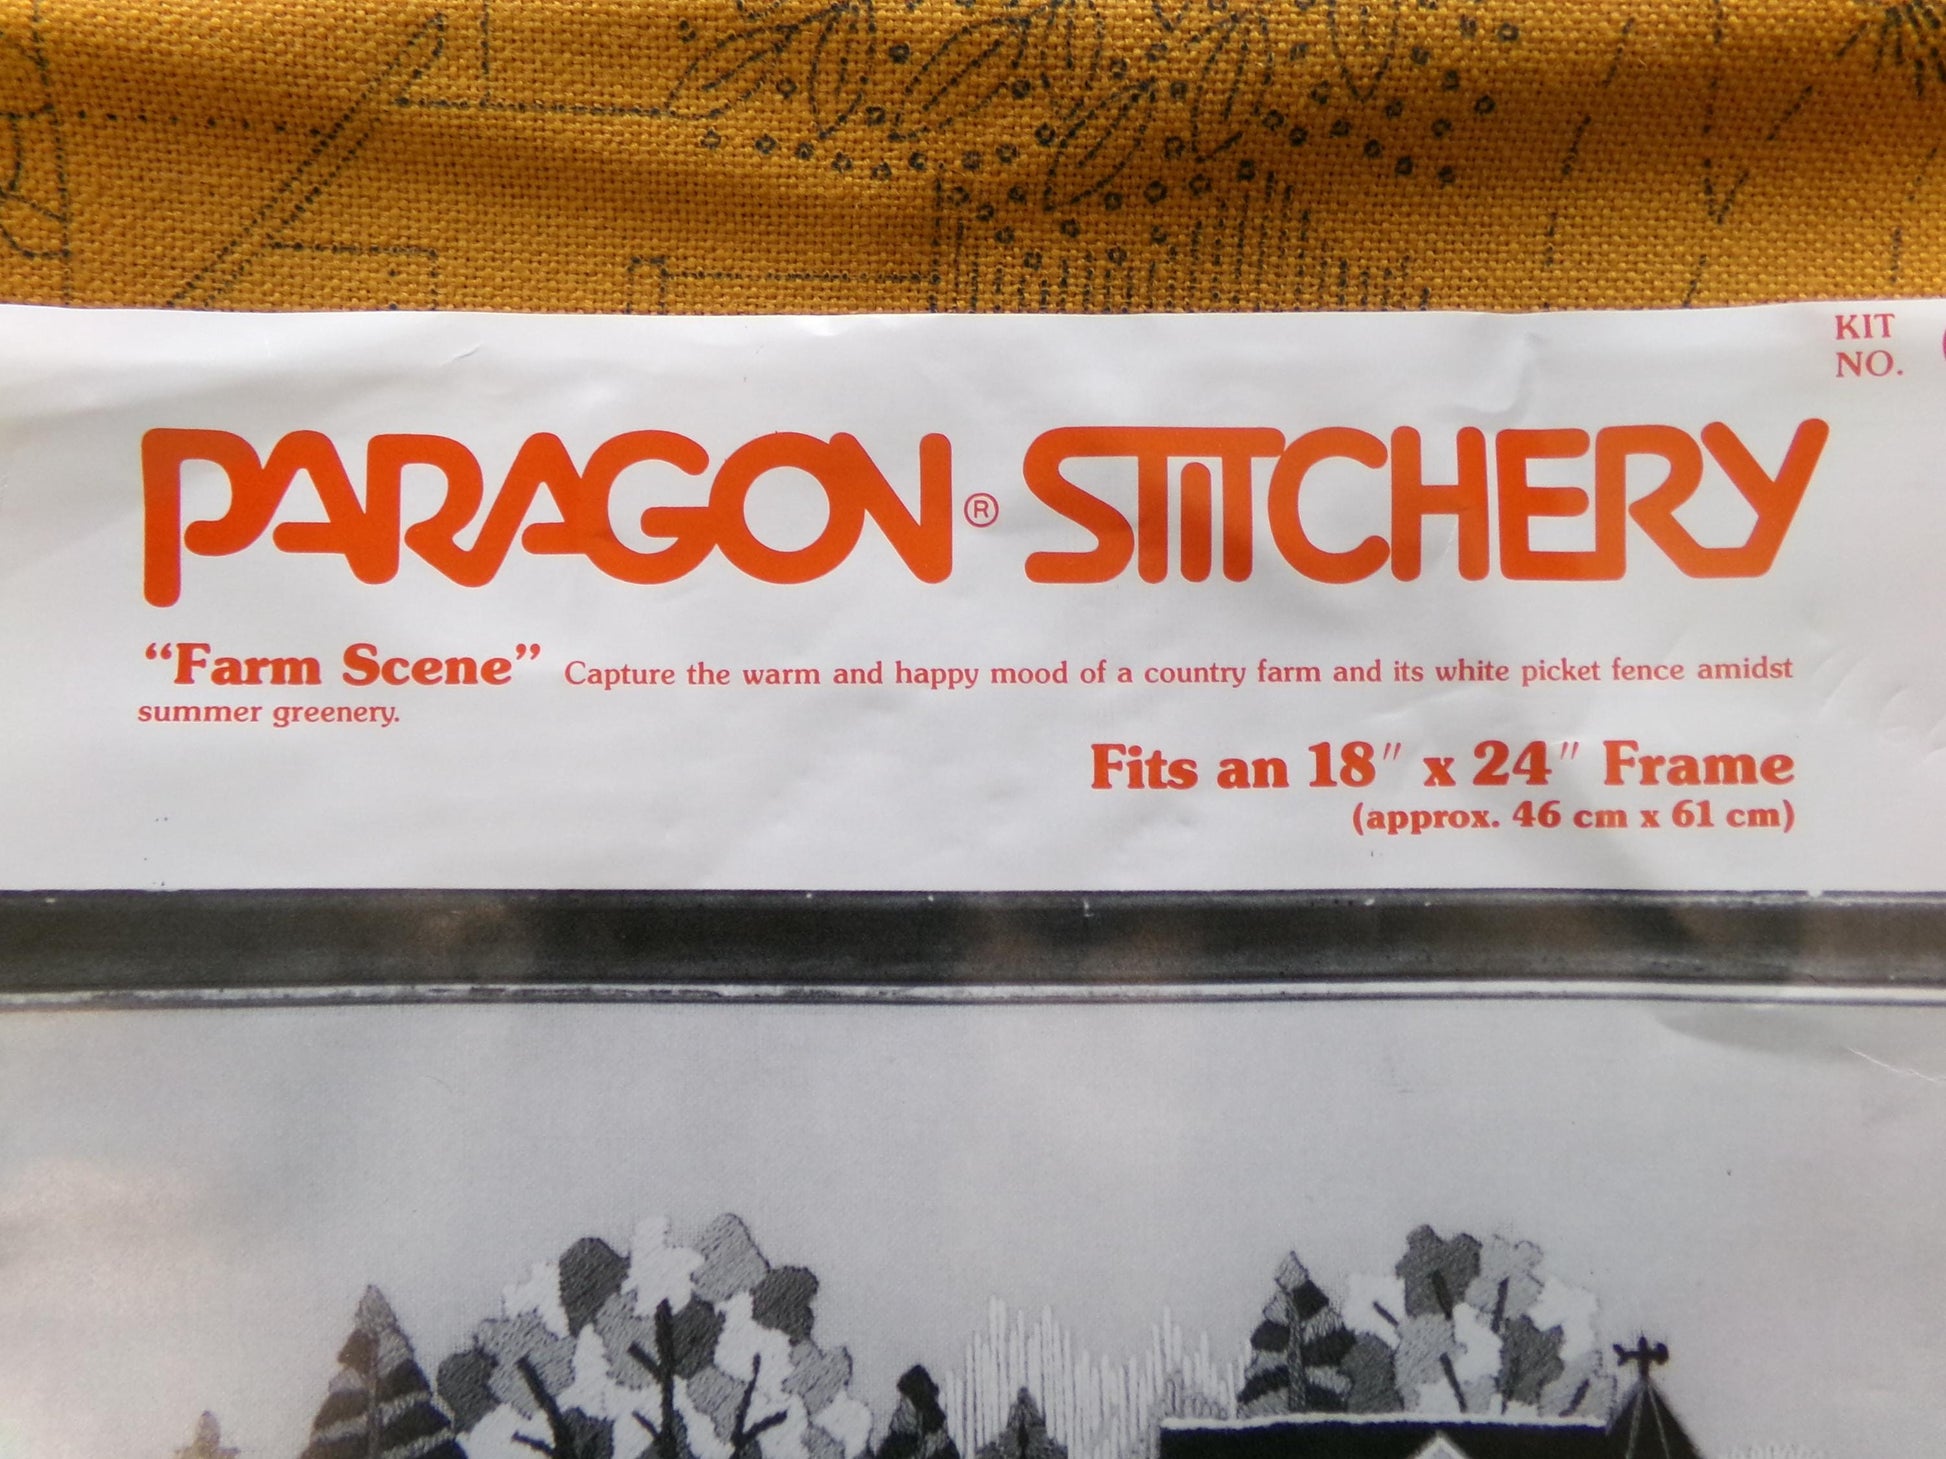 KIT
NO.
PARAGON® STITCHERY
“Farm Scene” Capture the warm and happy mood of a country farm and its white picket fence amidst
summer greenery.
Fits an 18″ x 24″ Frame
(approx. 46 cm x 61 cm)